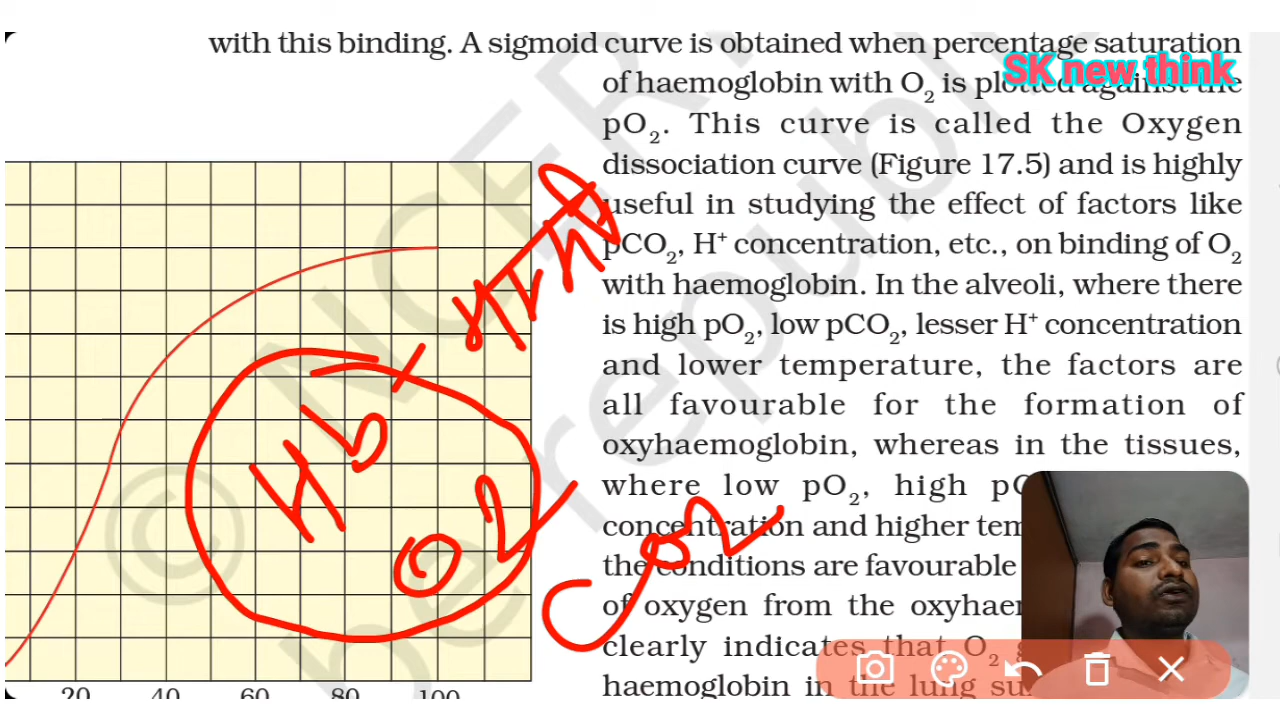 with this binding. A sigmoid curve is obtained when percentage saturation
SK new think
of haemoglobin with O₂ is plotted against the
pO₂. This curve is called the Oxygen
dissociation curve (Figure 17.5) and is highly
useful in studying the effect of factors like
pCO₂, H⁺ concentration, etc., on binding of O₂
with haemoglobin. In the alveoli, where there
is high pO₂, low pCO₂, lesser H⁺ concentration
and lower temperature, the factors are
all favourable for the formation of
oxyhaemoglobin, whereas in the tissues,
where low pO₂, high
concentration and higher
the conditions are favourable
of oxygen from the
clearly indicates that O₂
haemoglobin in the lung
Hb
O2
CO2
20 40 60 80 100
© NCERT
be republi